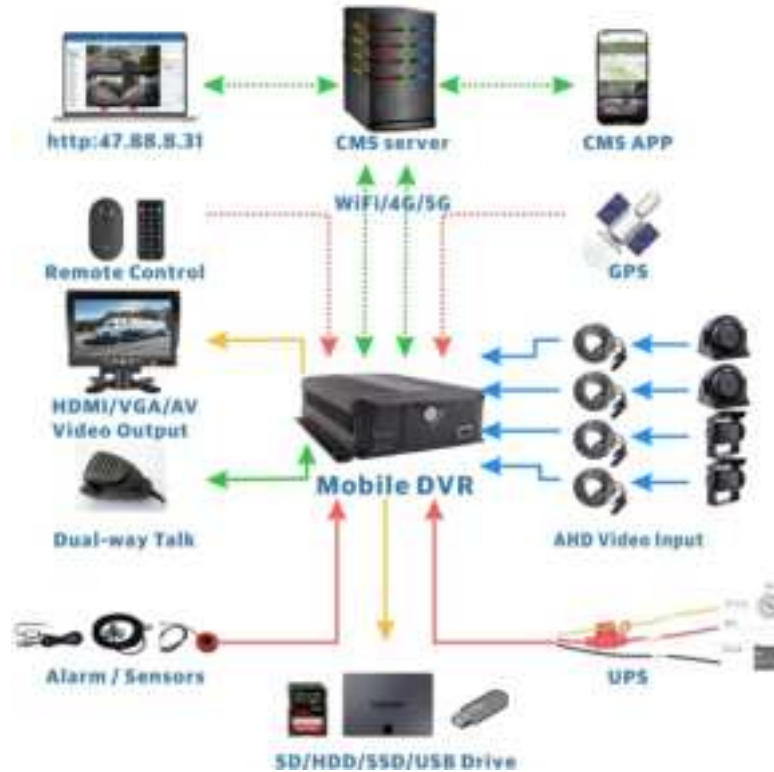 http:47.88.8.31
CMS server
CMS APP
WiFi/4G/5G
Remote Control
GPS
HDMI/VGA/AV
Video Output
Mobile DVR
Dual-way Talk
AHD Video Input
Alarm / Sensors
UPS
SD/HDD/SSD/USB Drive